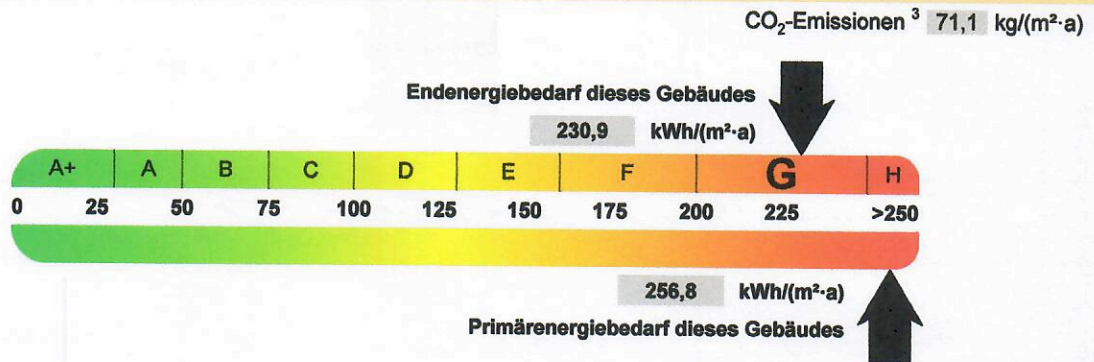 CO₂-Emissionen ³ 71,1 kg/(m²·a)
Endenergiebedarf dieses Gebäudes
230,9 kWh/(m²·a)
A+ A B C D E F G H
0 25 50 75 100 125 150 175 200 225 >250
256,8 kWh/(m²·a)
Primärenergiebedarf dieses Gebäudes